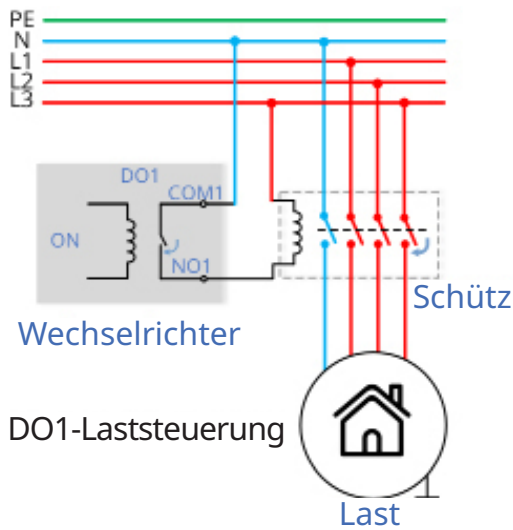 PE
N
L1
L2
L3
DO1
COM1
ON
NO1
Schütz
Wechselrichter
DO1-Laststeuerung
Last